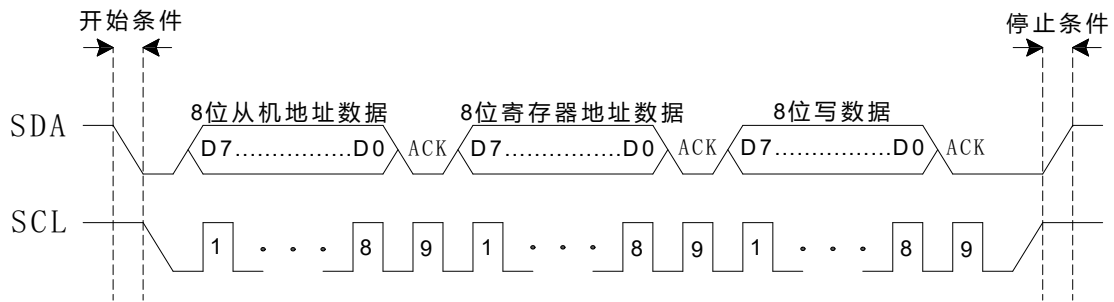 开始条件
停止条件
8位从机地址数据
8位寄存器地址数据
8位写数据
SDA
D7................D0
ACK
D7................D0
ACK
D7................D0
ACK
SCL
1 · · · 8 9 1 · · · 8 9 1 · · · 8 9